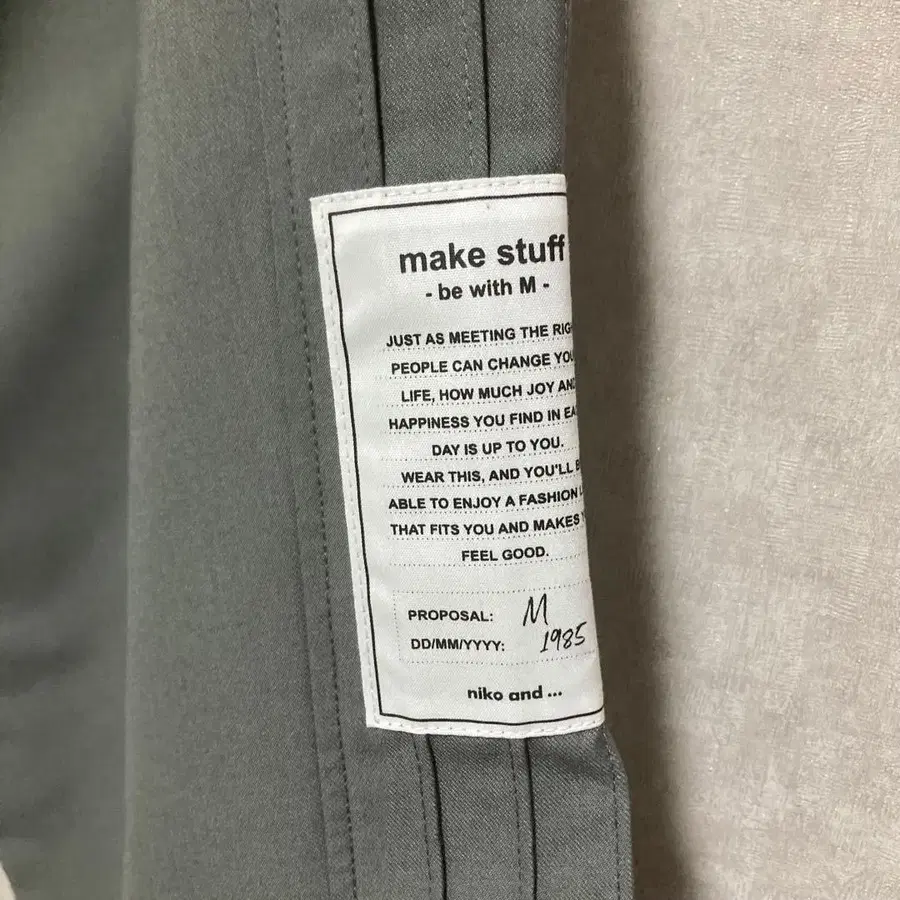 make stuff
- be with M -
JUST AS MEETING THE RIG
PEOPLE CAN CHANGE YOU
LIFE, HOW MUCH JOY AND
HAPPINESS YOU FIND IN EA
DAY IS UP TO YOU.
WEAR THIS, AND YOU'LL B
ABLE TO ENJOY A FASHION L
THAT FITS YOU AND MAKES Y
FEEL GOOD.
PROPOSAL: M
DD/MM/YYYY: 1985
niko and ...